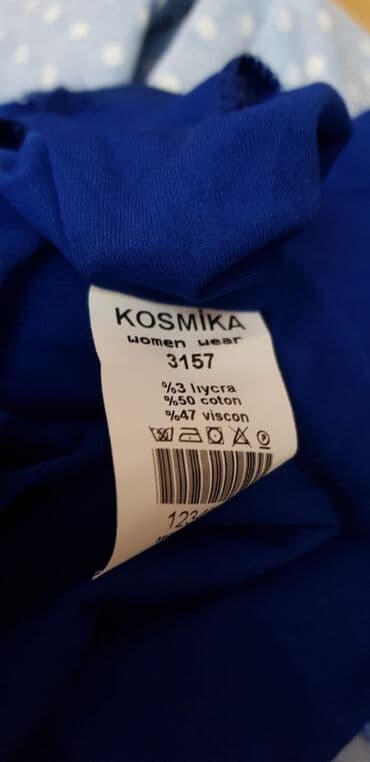 KOSMİKA
women wear
3157
%3 lıycra
%50 coton
%47 viscon